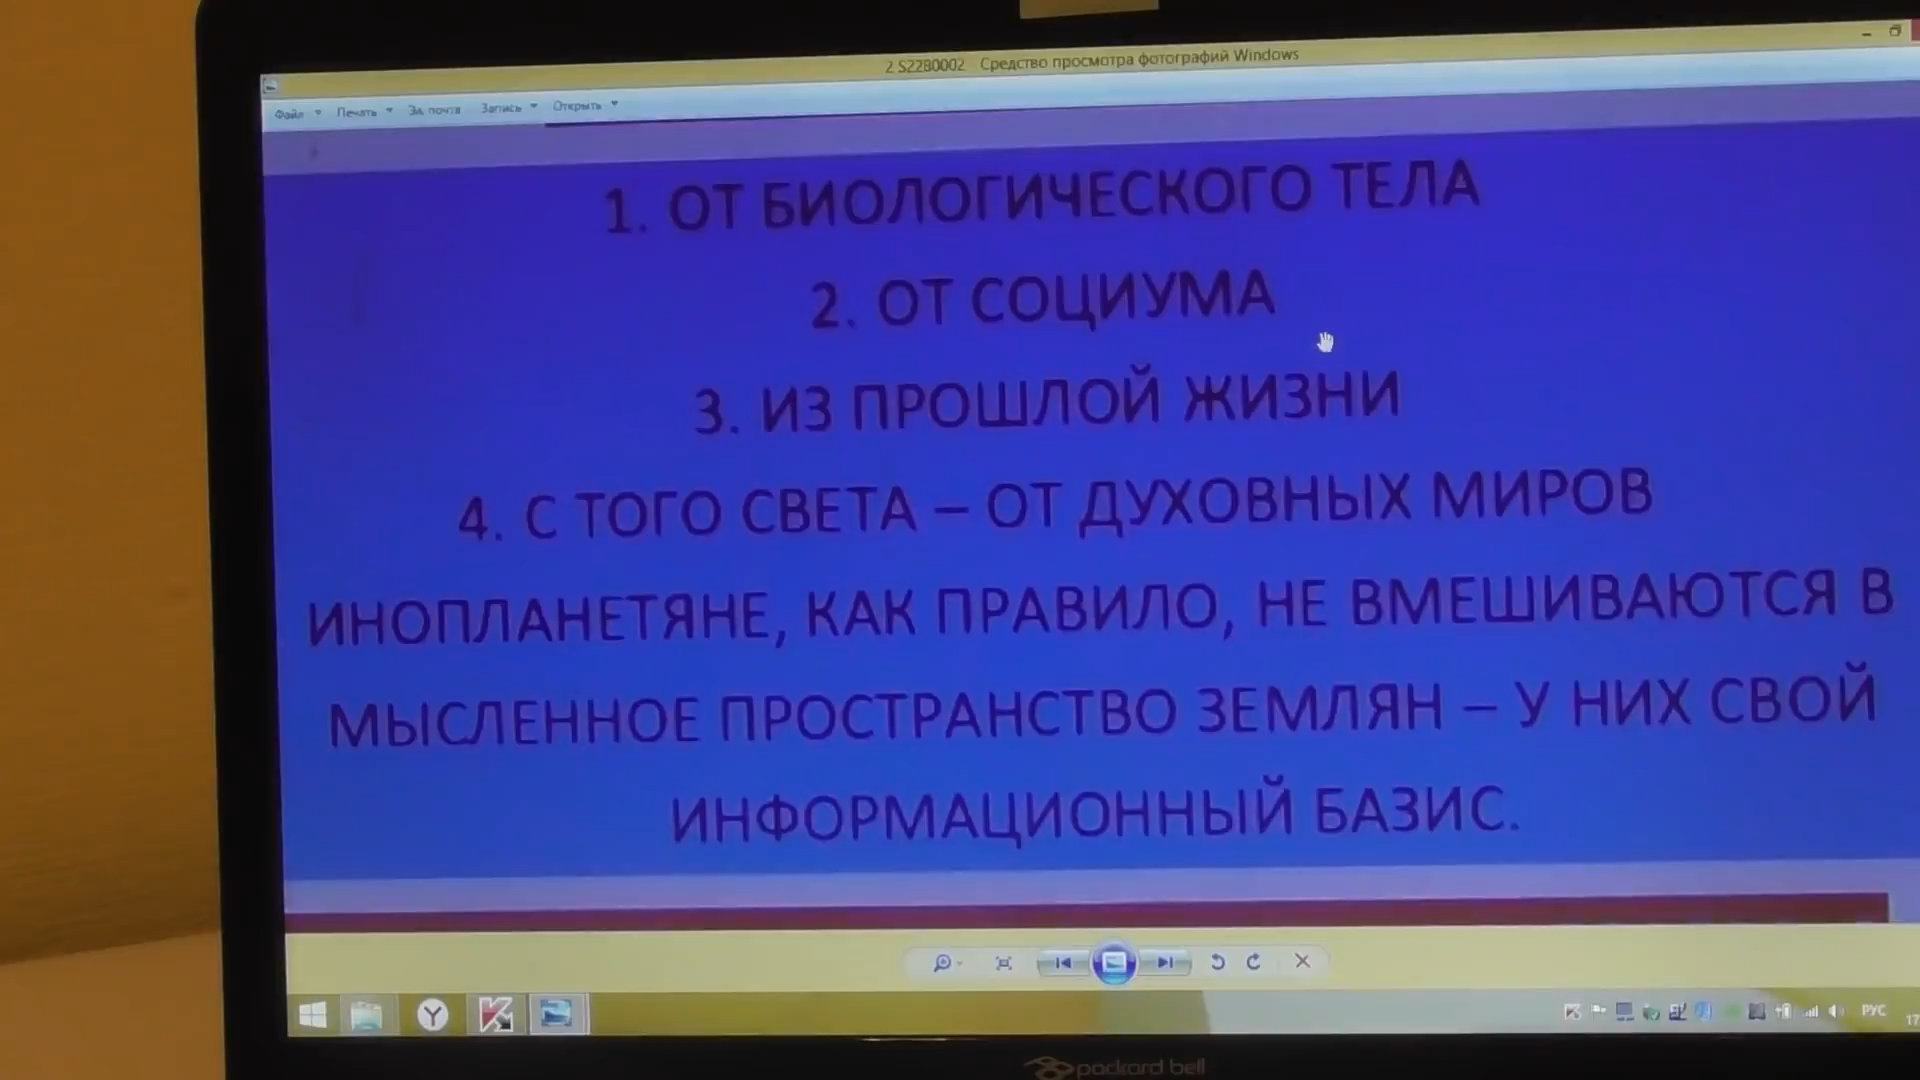 2 S22B0002 Средство просмотра фотографий Windows
Файл Печать Эл. почта Запись Открыть
1. ОТ БИОЛОГИЧЕСКОГО ТЕЛА
2. ОТ СОЦИУМА
3. ИЗ ПРОШЛОЙ ЖИЗНИ
4. С ТОГО СВЕТА – ОТ ДУХОВНЫХ МИРОВ
ИНОПЛАНЕТЯНЕ, КАК ПРАВИЛО, НЕ ВМЕШИВАЮТСЯ В
МЫСЛЕННОЕ ПРОСТРАНСТВО ЗЕМЛЯН – У НИХ СВОЙ
ИНФОРМАЦИОННЫЙ БАЗИС.
РУС
packard bell